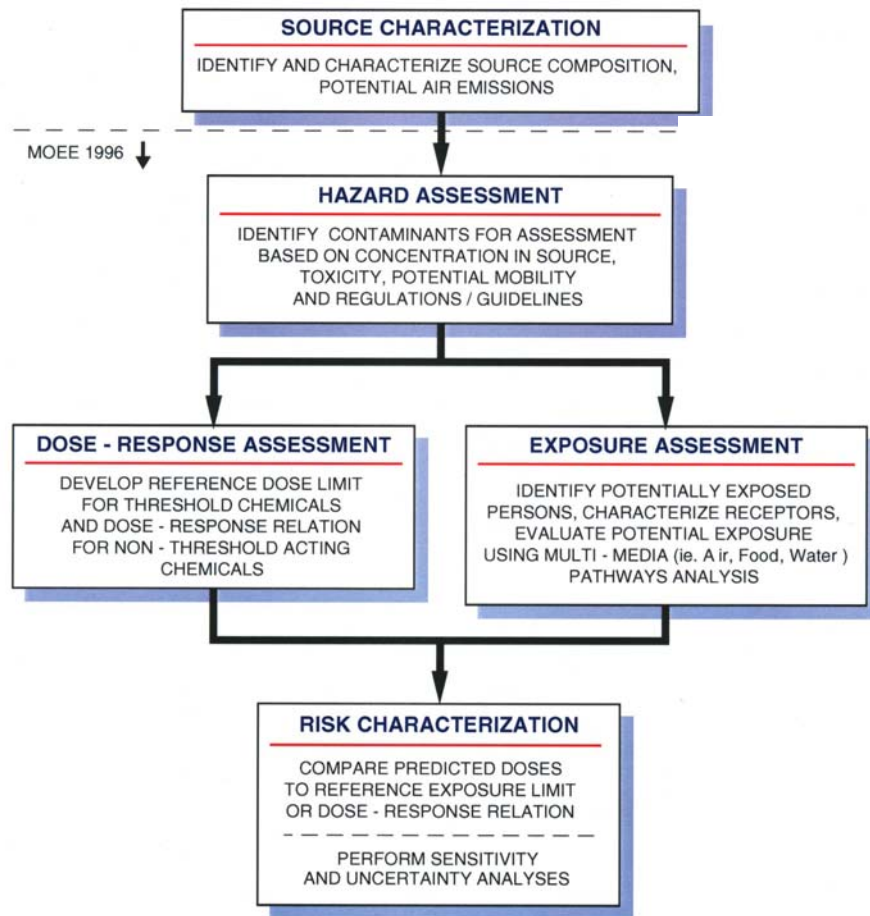 SOURCE CHARACTERIZATION
IDENTIFY AND CHARACTERIZE SOURCE COMPOSITION,
POTENTIAL AIR EMISSIONS
MOEE 1996
HAZARD ASSESSMENT
IDENTIFY CONTAMINANTS FOR ASSESSMENT
BASED ON CONCENTRATION IN SOURCE,
TOXICITY, POTENTIAL MOBILITY
AND REGULATIONS / GUIDELINES
DOSE - RESPONSE ASSESSMENT
DEVELOP REFERENCE DOSE LIMIT
FOR THRESHOLD CHEMICALS
AND DOSE - RESPONSE RELATION
FOR NON - THRESHOLD ACTING
CHEMICALS
EXPOSURE ASSESSMENT
IDENTIFY POTENTIALLY EXPOSED
PERSONS, CHARACTERIZE RECEPTORS,
EVALUATE POTENTIAL EXPOSURE
USING MULTI - MEDIA (ie. A ir, Food, Water )
PATHWAYS ANALYSIS
RISK CHARACTERIZATION
COMPARE PREDICTED DOSES
TO REFERENCE EXPOSURE LIMIT
OR DOSE - RESPONSE RELATION
PERFORM SENSITIVITY
AND UNCERTAINTY ANALYSES